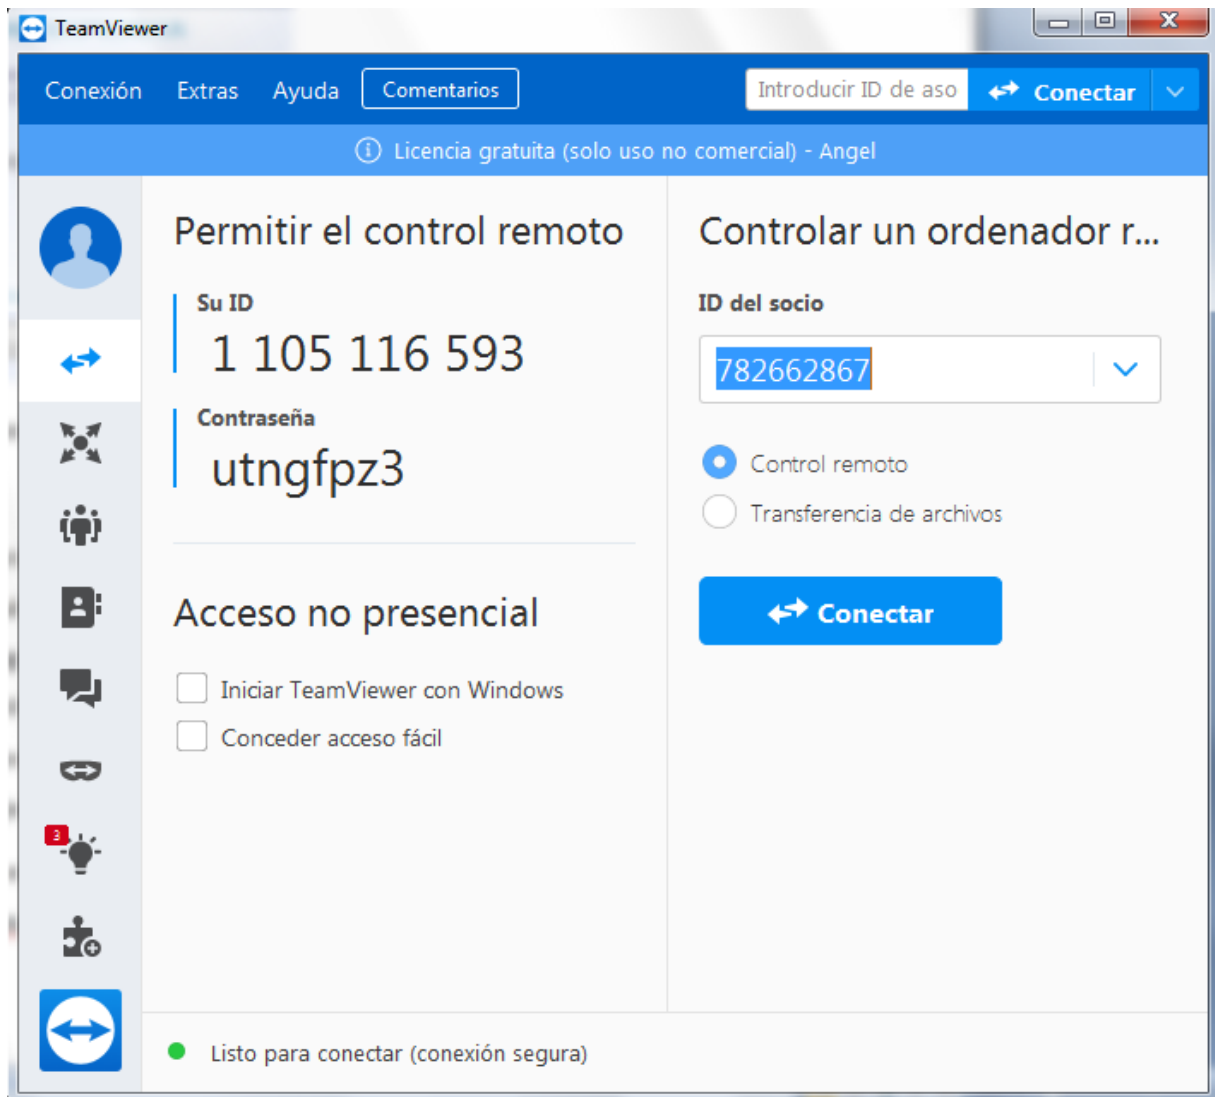 TeamViewer
Conexión Extras Ayuda Comentarios Introducir ID de aso Conectar
Licencia gratuita (solo uso no comercial) - Angel
Permitir el control remoto
Su ID
1 105 116 593
Contraseña
utngfpz3
Acceso no presencial
Iniciar TeamViewer con Windows
Conceder acceso fácil
Controlar un ordenador r...
ID del socio
782662867
Control remoto
Transferencia de archivos
Conectar
3
Listo para conectar (conexión segura)